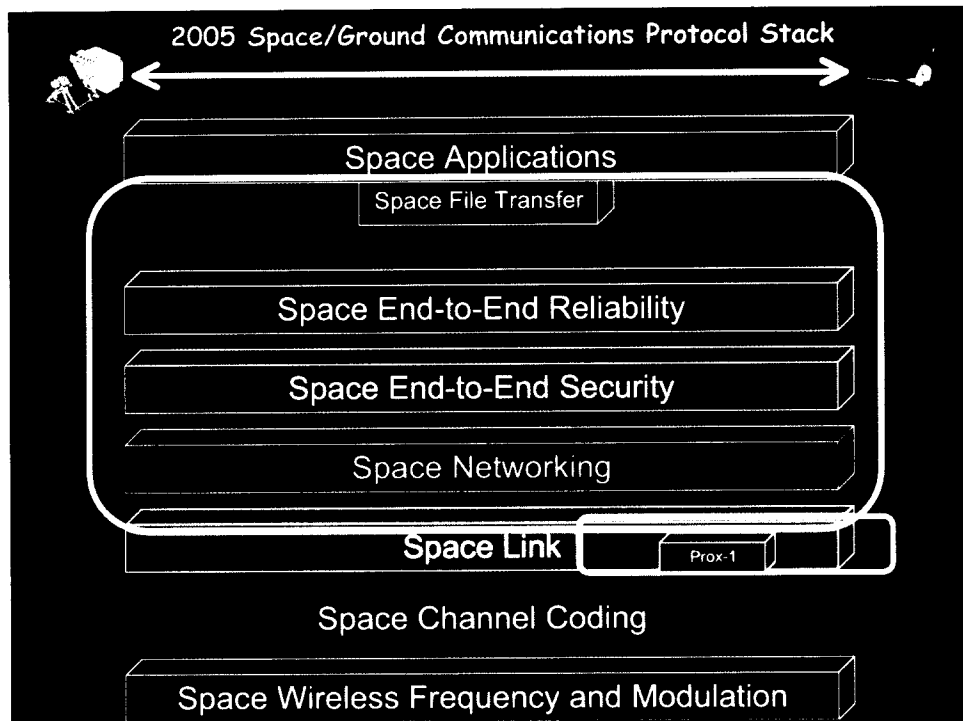 2005 Space/Ground Communications Protocol Stack
Space Applications
Space File Transfer
Space End-to-End Reliability
Space End-to-End Security
Space Networking
Space Link
Prox-1
Space Channel Coding
Space Wireless Frequency and Modulation